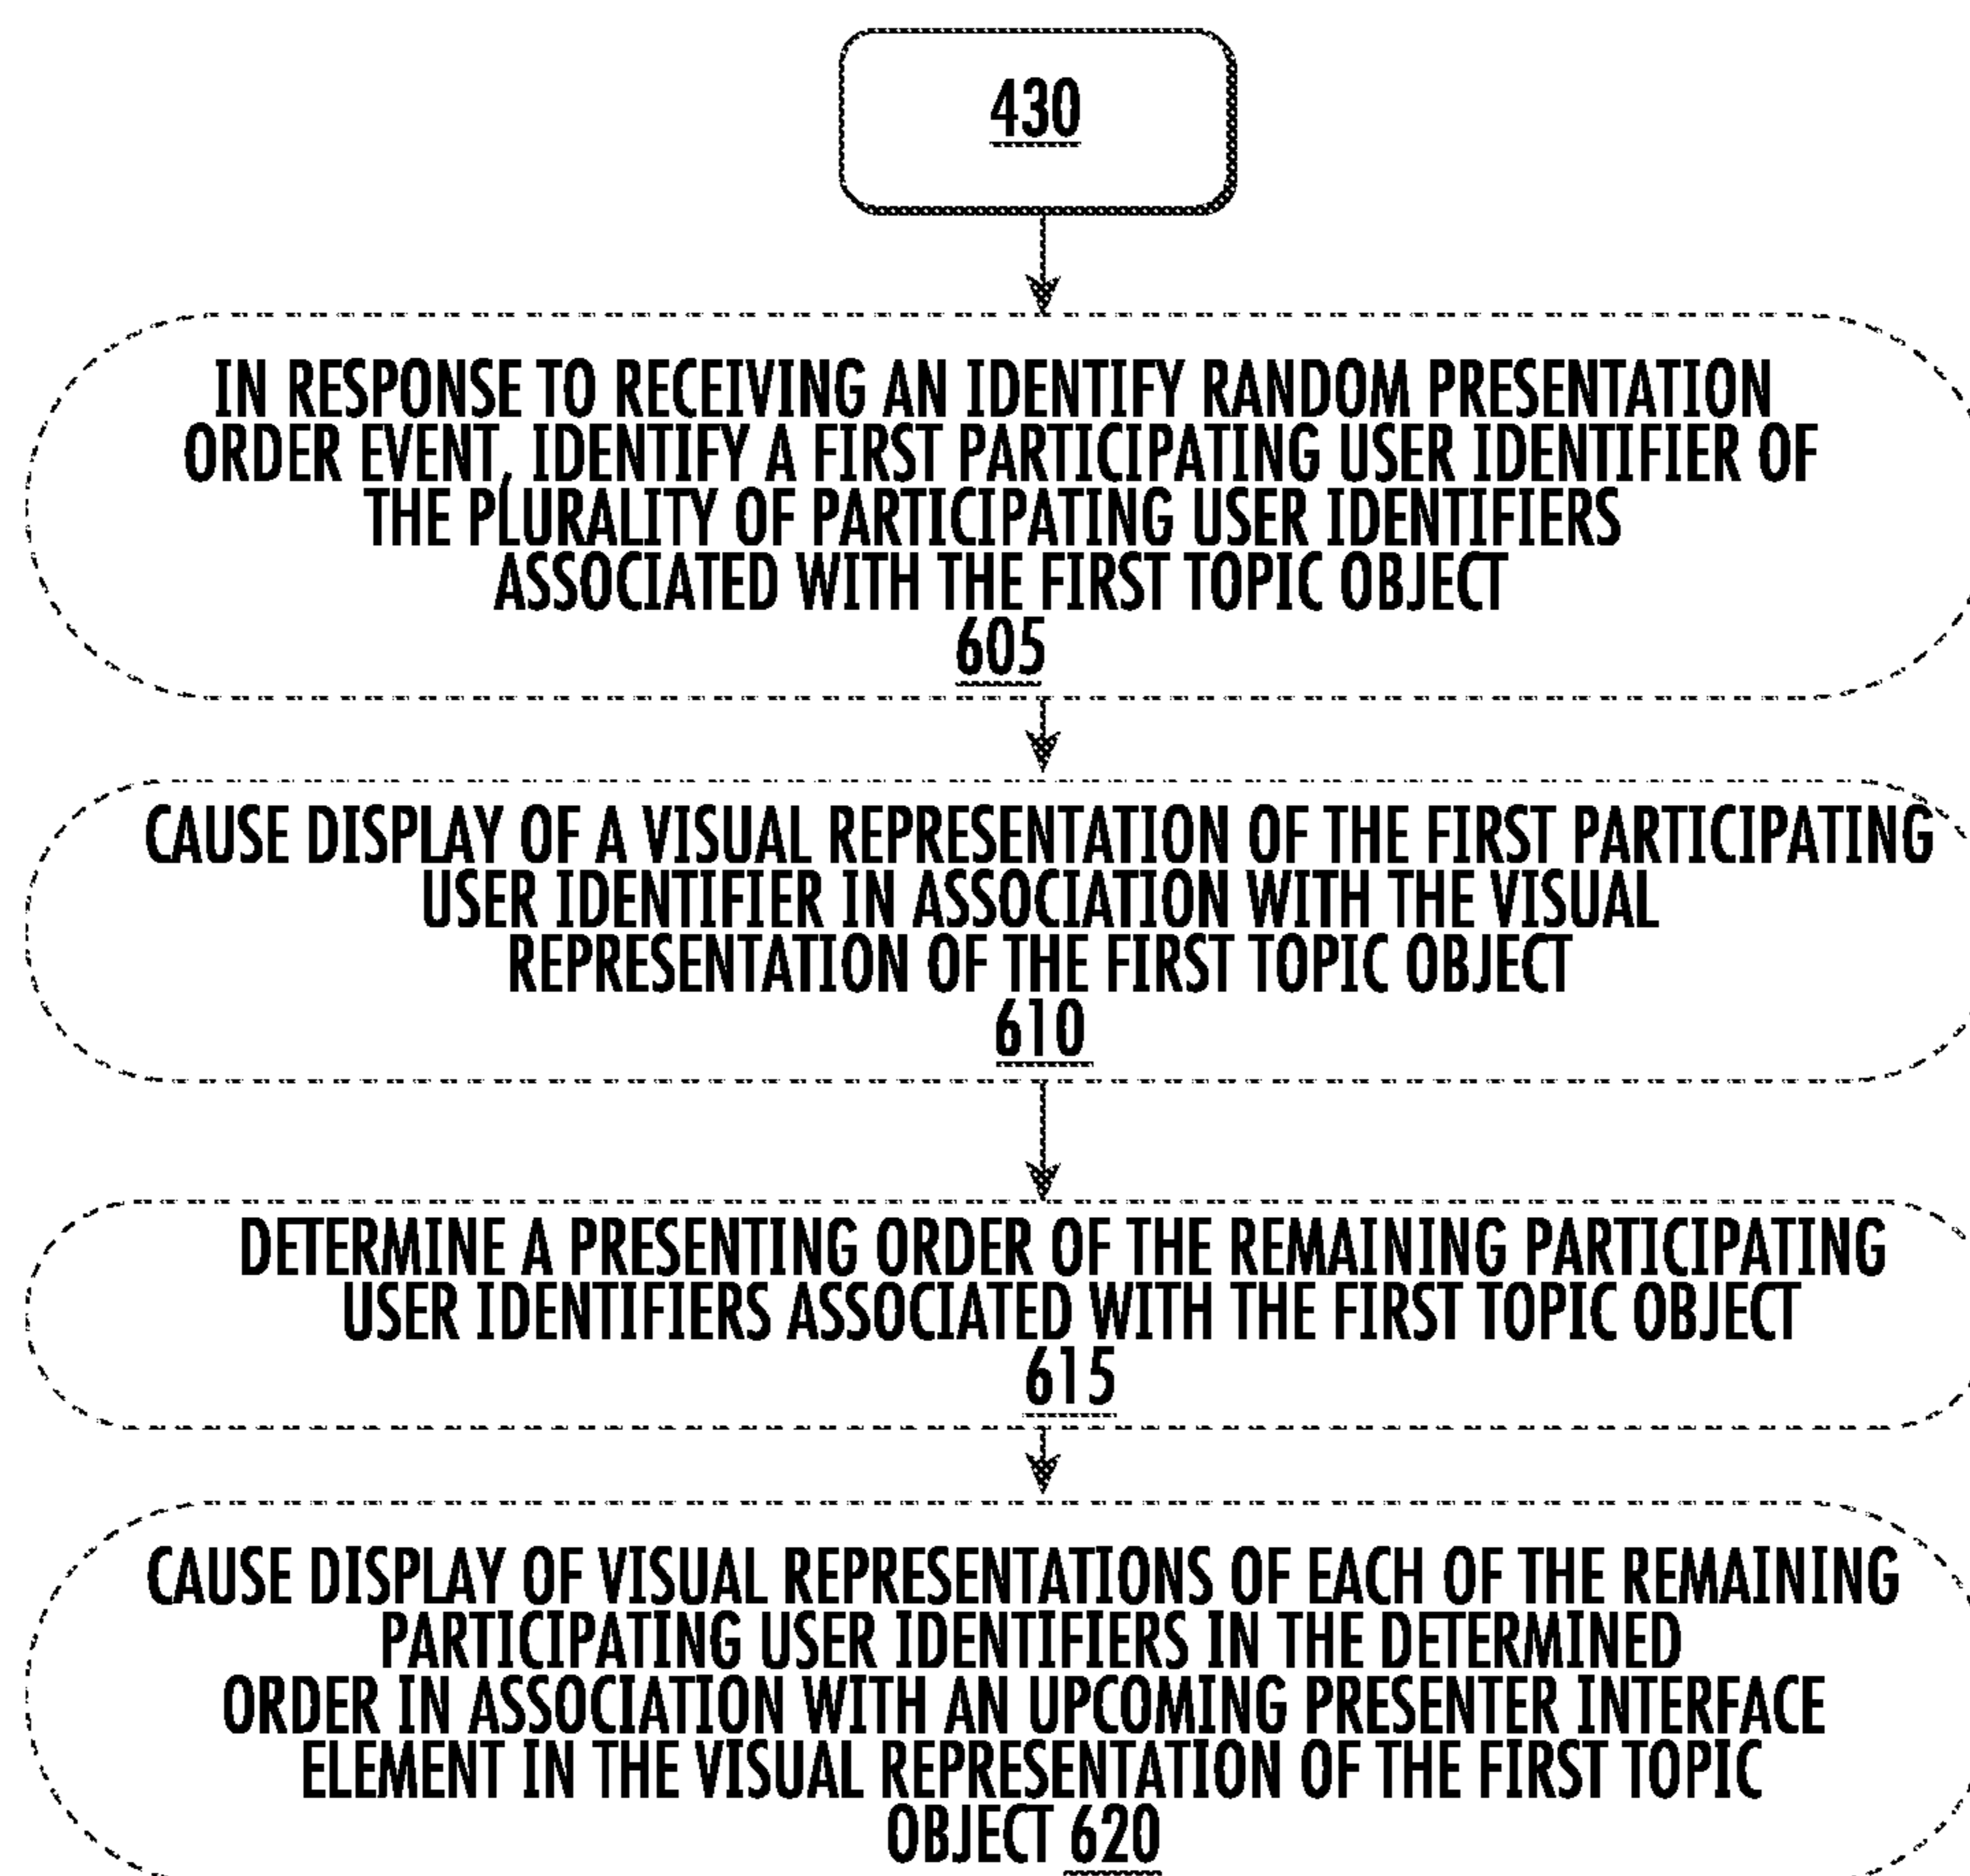 430
IN RESPONSE TO RECEIVING AN IDENTIFY RANDOM PRESENTATION
ORDER EVENT, IDENTIFY A FIRST PARTICIPATING USER IDENTIFIER OF
THE PLURALITY OF PARTICIPATING USER IDENTIFIERS
ASSOCIATED WITH THE FIRST TOPIC OBJECT
605
CAUSE DISPLAY OF A VISUAL REPRESENTATION OF THE FIRST PARTICIPATING
USER IDENTIFIER IN ASSOCIATION WITH THE VISUAL
REPRESENTATION OF THE FIRST TOPIC OBJECT
610
DETERMINE A PRESENTING ORDER OF THE REMAINING PARTICIPATING
USER IDENTIFIERS ASSOCIATED WITH THE FIRST TOPIC OBJECT
615
CAUSE DISPLAY OF VISUAL REPRESENTATIONS OF EACH OF THE REMAINING
PARTICIPATING USER IDENTIFIERS IN THE DETERMINED
ORDER IN ASSOCIATION WITH AN UPCOMING PRESENTER INTERFACE
ELEMENT IN THE VISUAL REPRESENTATION OF THE FIRST TOPIC
OBJECT 620